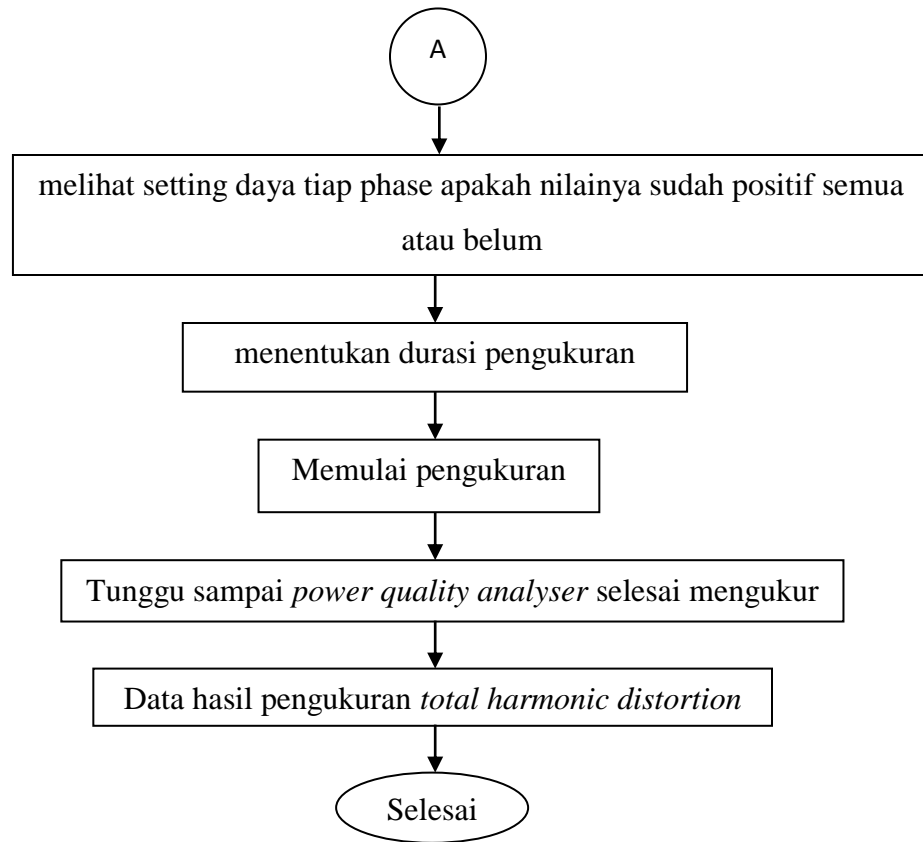 A
melihat setting daya tiap phase apakah nilainya sudah positif semua
atau belum
menentukan durasi pengukuran
Memulai pengukuran
Tunggu sampai power quality analyser selesai mengukur
Data hasil pengukuran total harmonic distortion
Selesai